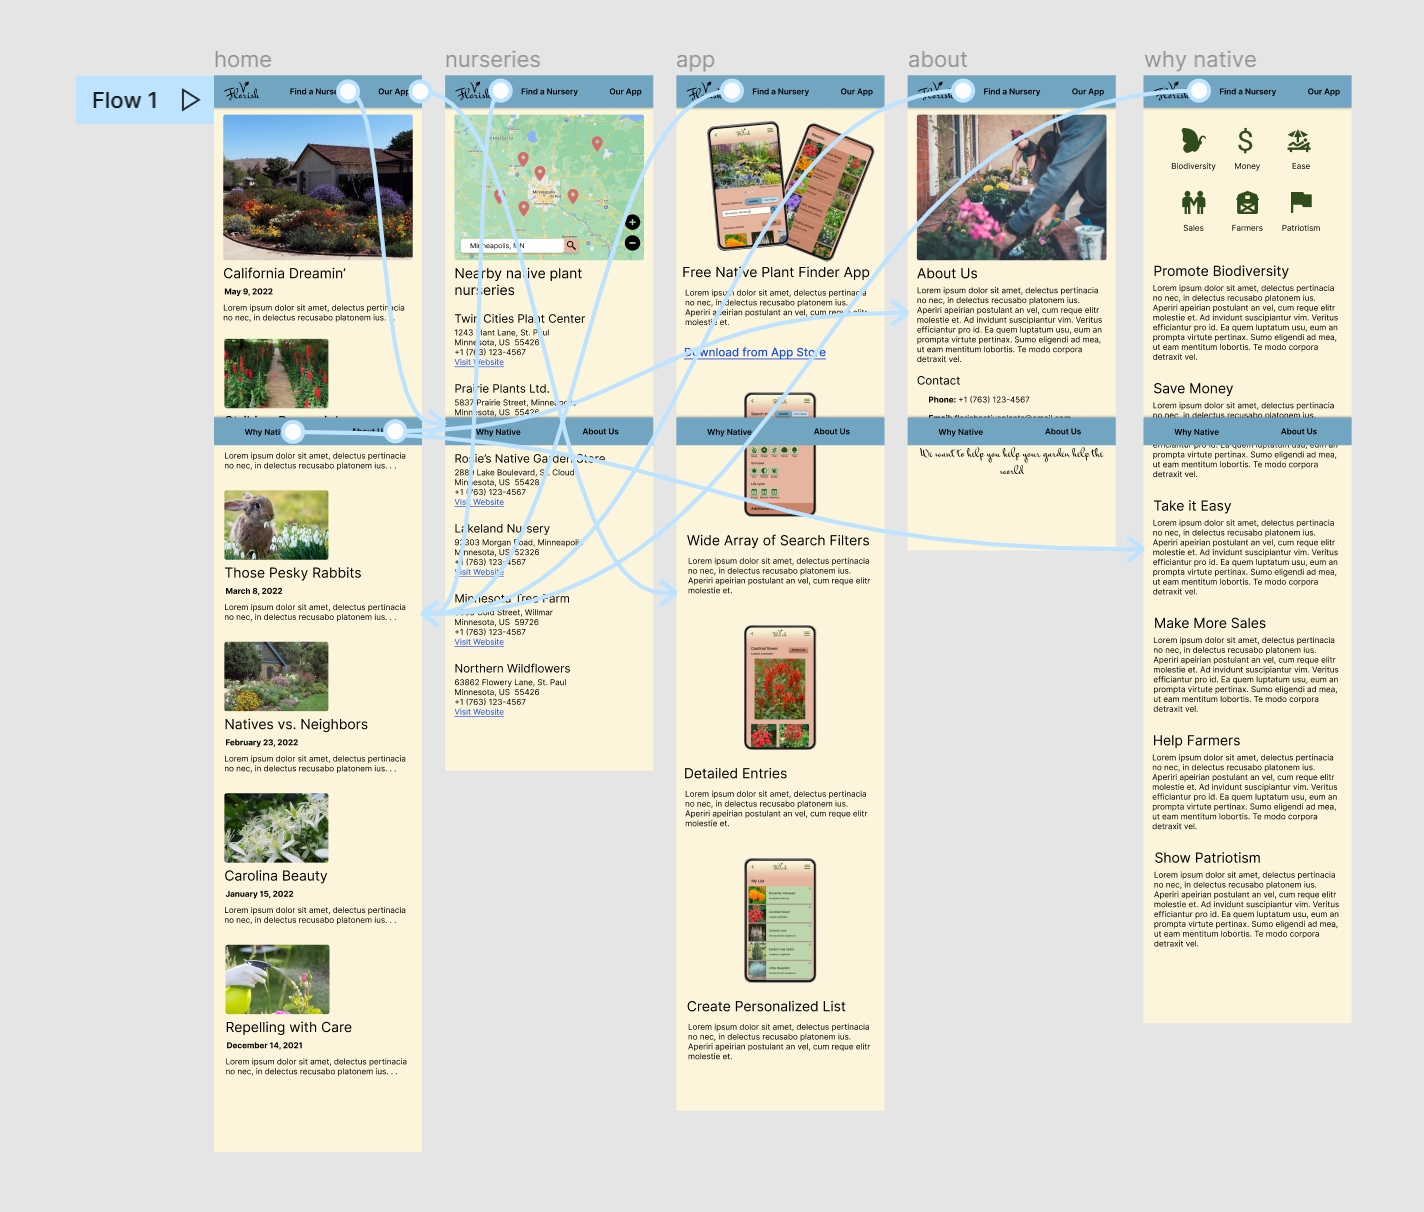 home
nurseries
app
about
why native
Flow 1
Florish
Find a Nurse
Our App
California Dreamin'
May 9, 2022
Lorem ipsum dolor sit amet, delectus pertinacia
no nec, in delectus recusabo platonem ius. . .
Why Nati
About U
no nec, in delectus recusabo platonem ius. . .
Those Pesky Rabbits
March 8, 2022
Lorem ipsum dolor sit amet, delectus pertinacia
no nec, in delectus recusabo platonem ius. . .
Natives vs. Neighbors
February 23, 2022
Lorem ipsum dolor sit amet, delectus pertinacia
no nec, in delectus recusabo platonem ius. . .
Carolina Beauty
January 15, 2022
Lorem ipsum dolor sit amet, delectus pertinacia
no nec, in delectus recusabo platonem ius. . .
Repelling with Care
December 14, 2021
Lorem ipsum dolor sit amet, delectus pertinacia
no nec, in delectus recusabo platonem ius. . .
Florish
Find a Nursery
Our App
Minneapolis
Minneapolis, MN
Nearby native plant
nurseries
Twin Cities Plant Center
1243 Plant Lane, St. Paul
Minnesota, US 55426
+1 (763) 123-4567
Visit Website
Prairie Plants Ltd.
5837 Prairie Street, Minneapolis
Minnesota, US 55426
Why Native
About Us
Rosie's Native Garden Store
2889 Lake Boulevard, St. Cloud
Minnesota, US 55428
+1 (763) 123-4567
Visit Website
Lakeland Nursery
92303 Morgan Road, Minneapolis
Minnesota, US 52326
+1 (763) 123-4567
Visit Website
Minnesota Tree Farm
Gold Street, Willmar
Minnesota, US 59726
+1 (763) 123-4567
Visit Website
Northern Wildflowers
63862 Flowery Lane, St. Paul
Minnesota, US 55426
+1 (763) 123-4567
Visit Website
Florish
Find a Nursery
Our App
Free Native Plant Finder App
Lorem ipsum dolor sit amet, delectus pertinacia
no nec, in delectus recusabo platonem ius.
Aperiri apeirian postulant an vel, cum reque elitr
molestie et.
Download from App Store
Why Native
About Us
Wide Array of Search Filters
Lorem ipsum dolor sit amet, delectus pertinacia
no nec, in delectus recusabo platonem ius.
Aperiri apeirian postulant an vel, cum reque elitr
molestie et.
Cardinal flower
Detailed Entries
Lorem ipsum dolor sit amet, delectus pertinacia
no nec, in delectus recusabo platonem ius.
Aperiri apeirian postulant an vel, cum reque elitr
molestie et.
My List
Create Personalized List
Lorem ipsum dolor sit amet, delectus pertinacia
no nec, in delectus recusabo platonem ius.
Aperiri apeirian postulant an vel, cum reque elitr
molestie et.
Florish
Find a Nursery
Our App
About Us
Lorem ipsum dolor sit amet, delectus pertinacia
no nec, in delectus recusabo platonem ius.
Aperiri apeirian postulant an vel, cum reque elitr
molestie et. Ad invidunt suscipiantur vim. Veritus
efficiantur pro id. Ea quem luptatum usu, eum an
prompta virtute pertinax. Sumo eligendi ad mea,
ut eam mentitum lobortis. Te modo corpora
detraxit vel.
Contact
Phone: +1 (763) 123-4567
Why Native
About Us
We want to help you help your garden help the
world
Florish
Find a Nursery
Our App
Biodiversity
Money
Ease
Sales
Farmers
Patriotism
Promote Biodiversity
Lorem ipsum dolor sit amet, delectus pertinacia
no nec, in delectus recusabo platonem ius.
Aperiri apeirian postulant an vel, cum reque elitr
molestie et. Ad invidunt suscipiantur vim. Veritus
efficiantur pro id. Ea quem luptatum usu, eum an
prompta virtute pertinax. Sumo eligendi ad mea,
ut eam mentitum lobortis. Te modo corpora
detraxit vel.
Save Money
Lorem ipsum dolor sit amet, delectus pertinacia
Why Native
About Us
efficiantur pro id. Ea quem luptatum usu, eum an
prompta virtute pertinax. Sumo eligendi ad mea,
ut eam mentitum lobortis. Te modo corpora
detraxit vel.
Take it Easy
Lorem ipsum dolor sit amet, delectus pertinacia
no nec, in delectus recusabo platonem ius.
Aperiri apeirian postulant an vel, cum reque elitr
molestie et. Ad invidunt suscipiantur vim. Veritus
efficiantur pro id. Ea quem luptatum usu, eum an
prompta virtute pertinax. Sumo eligendi ad mea,
ut eam mentitum lobortis. Te modo corpora
detraxit vel.
Make More Sales
Lorem ipsum dolor sit amet, delectus pertinacia
no nec, in delectus recusabo platonem ius.
Aperiri apeirian postulant an vel, cum reque elitr
molestie et. Ad invidunt suscipiantur vim. Veritus
efficiantur pro id. Ea quem luptatum usu, eum an
prompta virtute pertinax. Sumo eligendi ad mea,
ut eam mentitum lobortis. Te modo corpora
detraxit vel.
Help Farmers
Lorem ipsum dolor sit amet, delectus pertinacia
no nec, in delectus recusabo platonem ius.
Aperiri apeirian postulant an vel, cum reque elitr
molestie et. Ad invidunt suscipiantur vim. Veritus
efficiantur pro id. Ea quem luptatum usu, eum an
prompta virtute pertinax. Sumo eligendi ad mea,
ut eam mentitum lobortis. Te modo corpora
detraxit vel.
Show Patriotism
Lorem ipsum dolor sit amet, delectus pertinacia
no nec, in delectus recusabo platonem ius.
Aperiri apeirian postulant an vel, cum reque elitr
molestie et. Ad invidunt suscipiantur vim. Veritus
efficiantur pro id. Ea quem luptatum usu, eum an
prompta virtute pertinax. Sumo eligendi ad mea,
ut eam mentitum lobortis. Te modo corpora
detraxit vel.